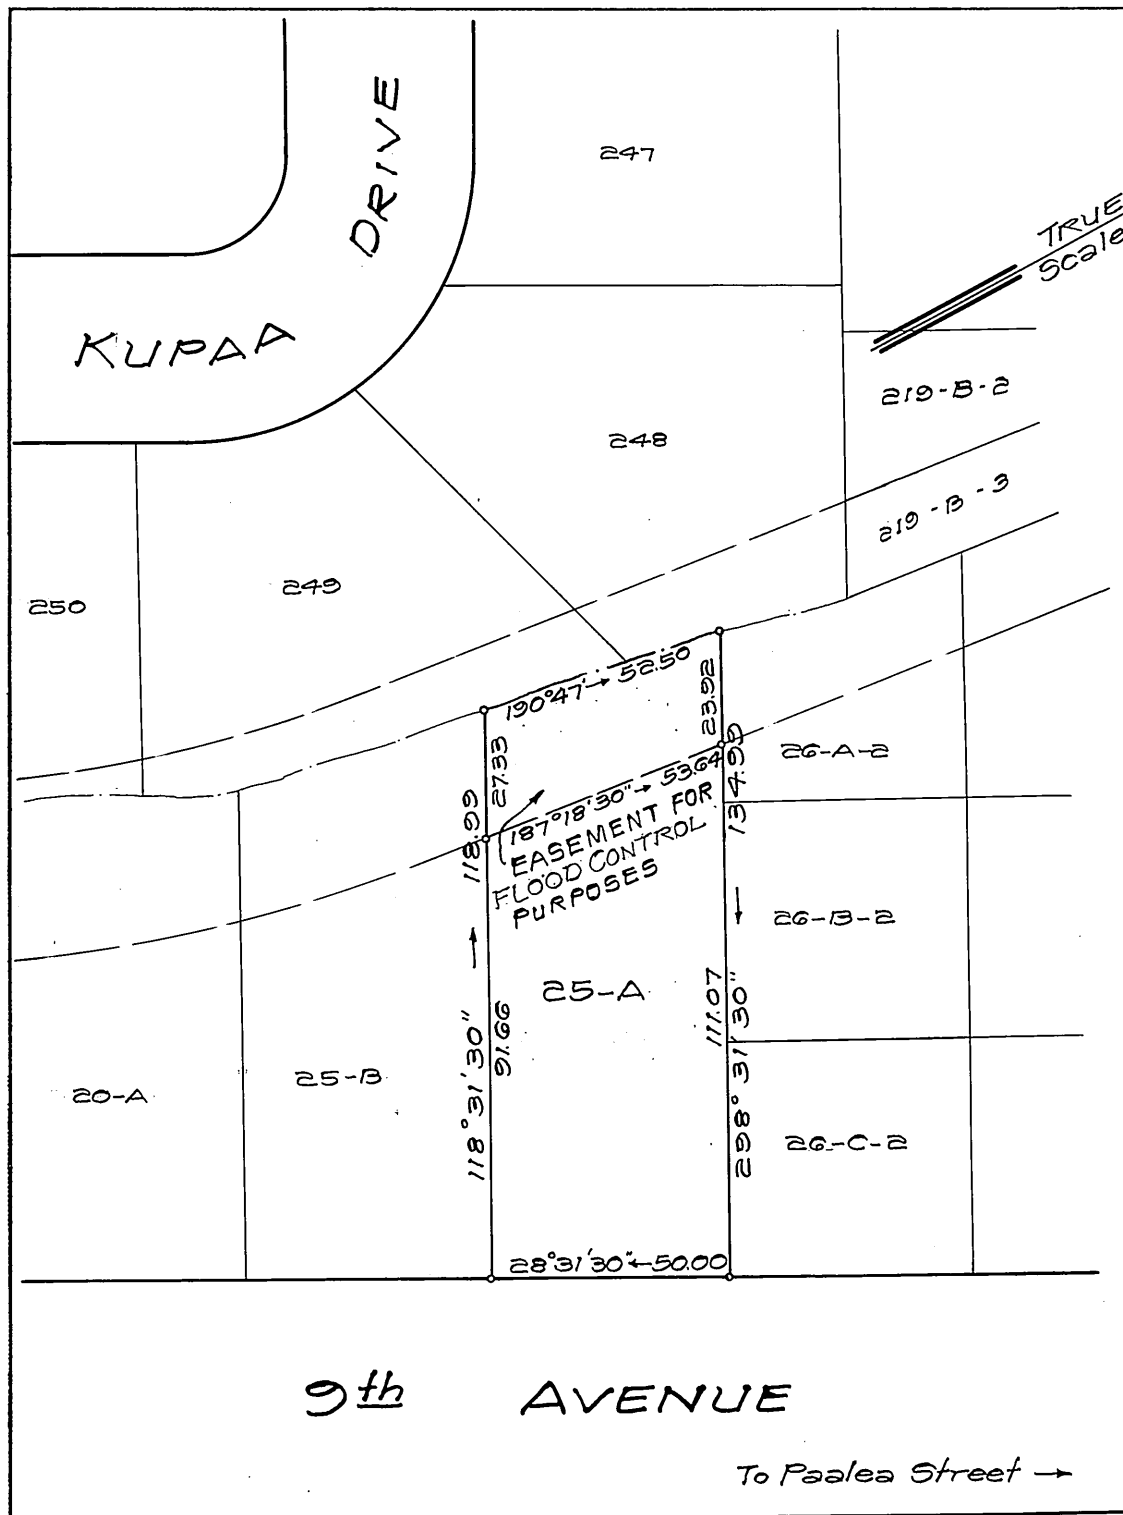 KUPAA
DRIVE
247
248
249
250
TRUE
Scale
219-B-2
219-B-3
190°47' → 52.50
27.33
23.92
118.99
134.99
187°18'30" → 53.64
EASEMENT FOR
FLOOD CONTROL
PURPOSES
26-A-2
26-B-2
26-C-2
25-A
25-B
20-A
118°31'30"
91.66
111.07
298°31'30"
28°31'30" ← 50.00
9th AVENUE
To Paalea Street →